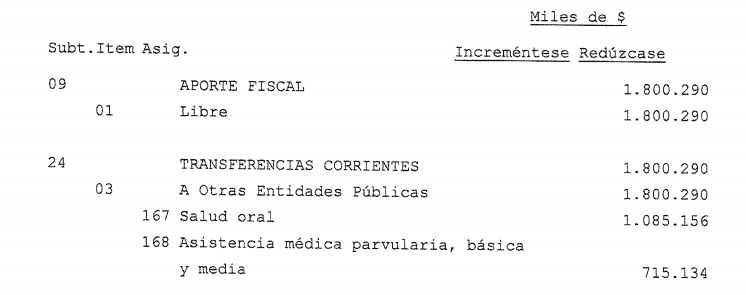 Miles de $
Subt.Item Asig. Increméntese Redúzcase
09 APORTE FISCAL 1.800.290
01 Libre 1.800.290
24 TRANSFERENCIAS CORRIENTES 1.800.290
03 A Otras Entidades Públicas 1.800.290
167 Salud oral 1.085.156
168 Asistencia médica parvularia, básica
y media 715.134